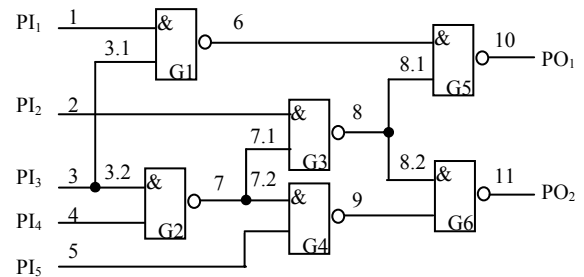 PI1 1 & 6 & 10
3.1 G1 8.1 G5 PO1
PI2 2 & 8
7.1 G3
PI3 3 3.2 & 7 7.2 & 8.2 & 11
PI4 4 G2 9 G6 PO2
PI5 5 G4